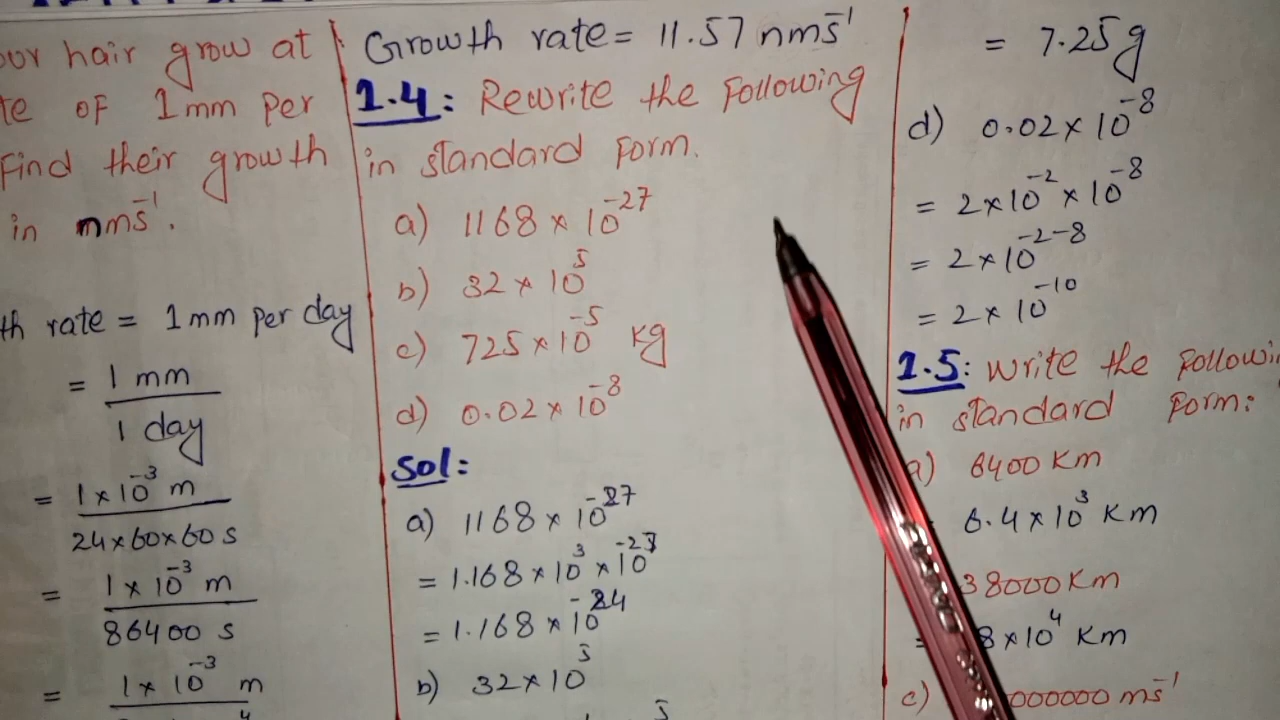 hair grow at
of 1mm per
Find their growth
in nms⁻¹.
rate = 1mm per day
= 1 mm / 1 day
= 1×10⁻³ m / 24×60×60 s
= 1×10⁻³ m / 86400 s
= 1×10⁻³ m
Growth rate = 11.57 nms⁻¹
1.4: Rewrite the following
in standard form.
a) 1168 × 10⁻²⁷
b) 32 × 10⁵
c) 725 × 10⁻⁵ kg
d) 0.02 × 10⁻⁸
Sol:
a) 1168 × 10⁻²⁷
= 1.168 × 10³ × 10⁻²⁷
= 1.168 × 10⁻²⁴
b) 32 × 10⁵
= 7.25 g
d) 0.02 × 10⁻⁸
= 2 × 10⁻² × 10⁻⁸
= 2 × 10⁻²⁻⁸
= 2 × 10⁻¹⁰
1.5: Write the
in standard form:
a) 6400 Km
6.4 × 10³ Km
38000 Km
= 8 × 10⁴ Km
c) 000000 ms⁻¹